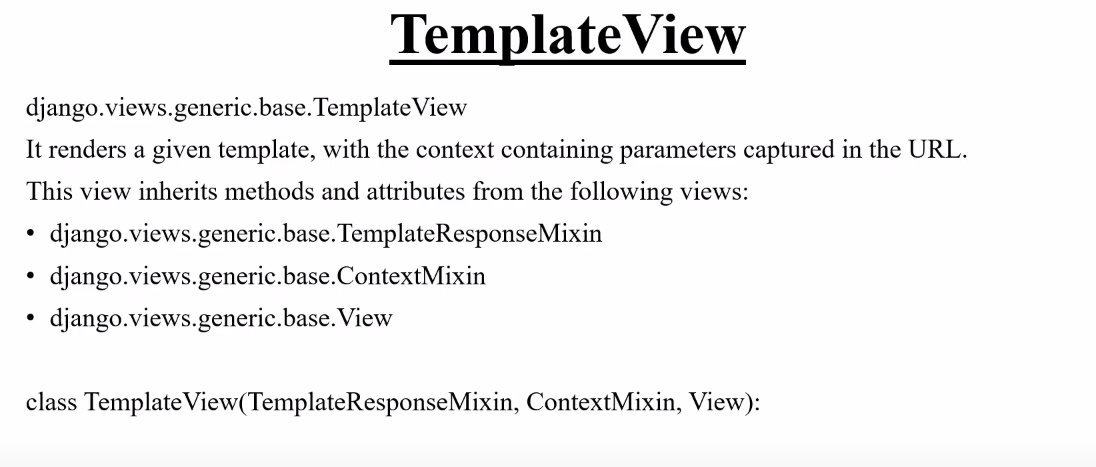 TemplateView
django.views.generic.base.TemplateView
It renders a given template, with the context containing parameters captured in the URL.
This view inherits methods and attributes from the following views:
• django.views.generic.base.TemplateResponseMixin
• django.views.generic.base.ContextMixin
• django.views.generic.base.View
class TemplateView(TemplateResponseMixin, ContextMixin, View):